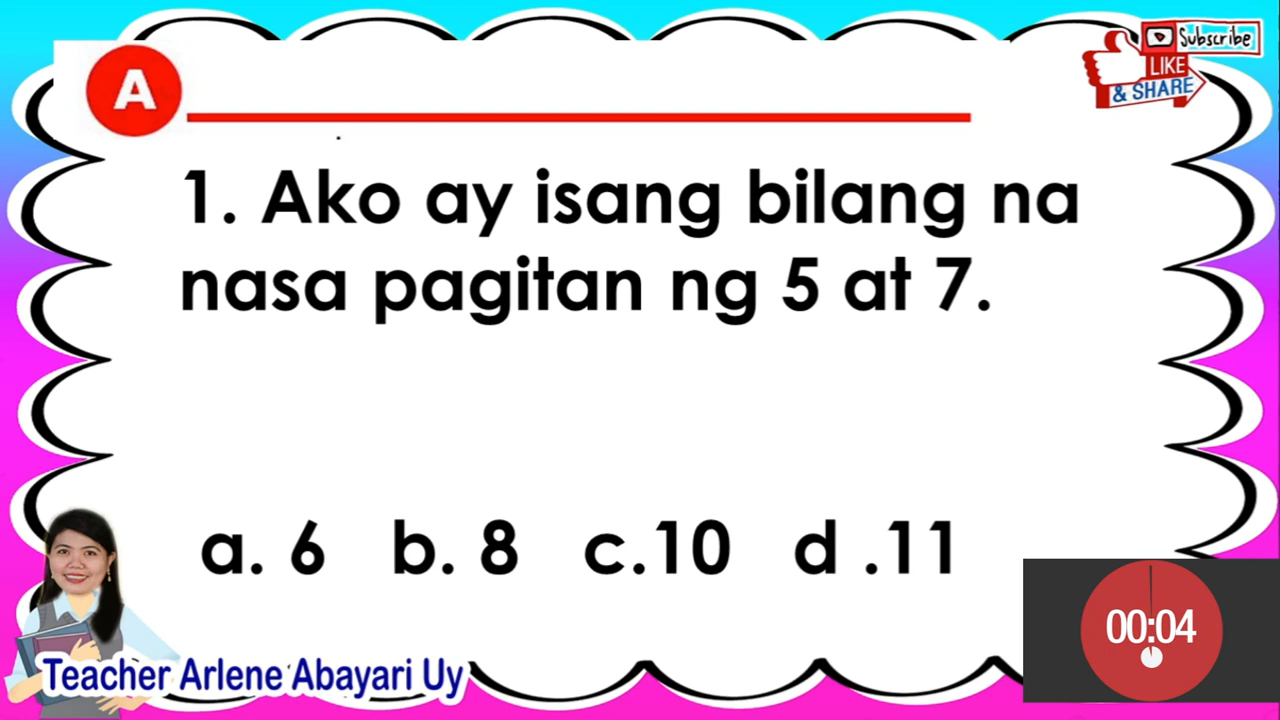 Subscribe
LIKE
& SHARE
A
1. Ako ay isang bilang na
nasa pagitan ng 5 at 7.
a. 6 b. 8 c.10 d .11
00:04
Teacher Arlene Abayari Uy